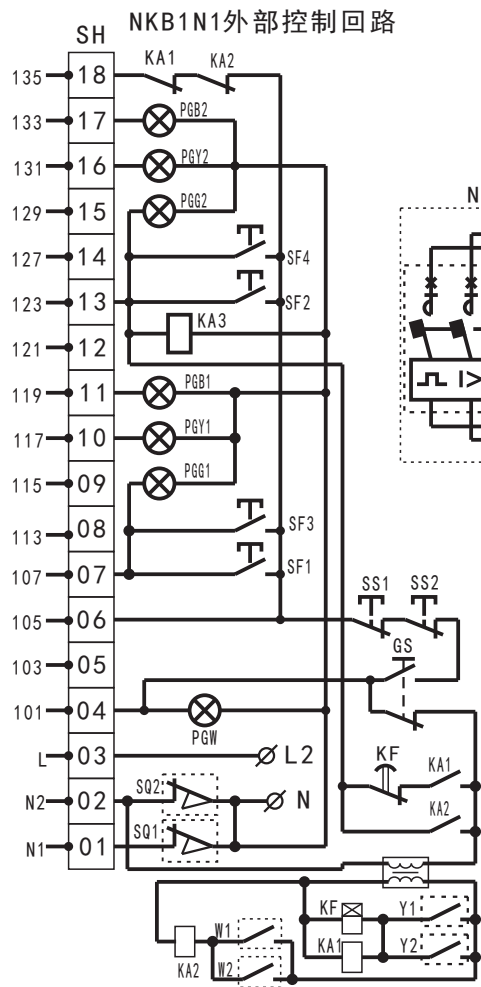 NKB1N1外部控制回路
SH
135 18 KA1 KA2
133 17 PGB2
131 16 PGY2
129 15 PGG2
N
127 14 SF4
123 13 SF2
121 12 KA3
119 11 PGB1
I>
117 10 PGY1
115 09 PGG1
113 08 SF3
107 07 SF1
SS1 SS2
105 06
GS
103 05
101 04
PGW
L 03 L2 KF KA1
N2 02 SQ2 N KA2
N1 01 SQ1
KF Y1
W1 KA1 Y2
KA2 W2